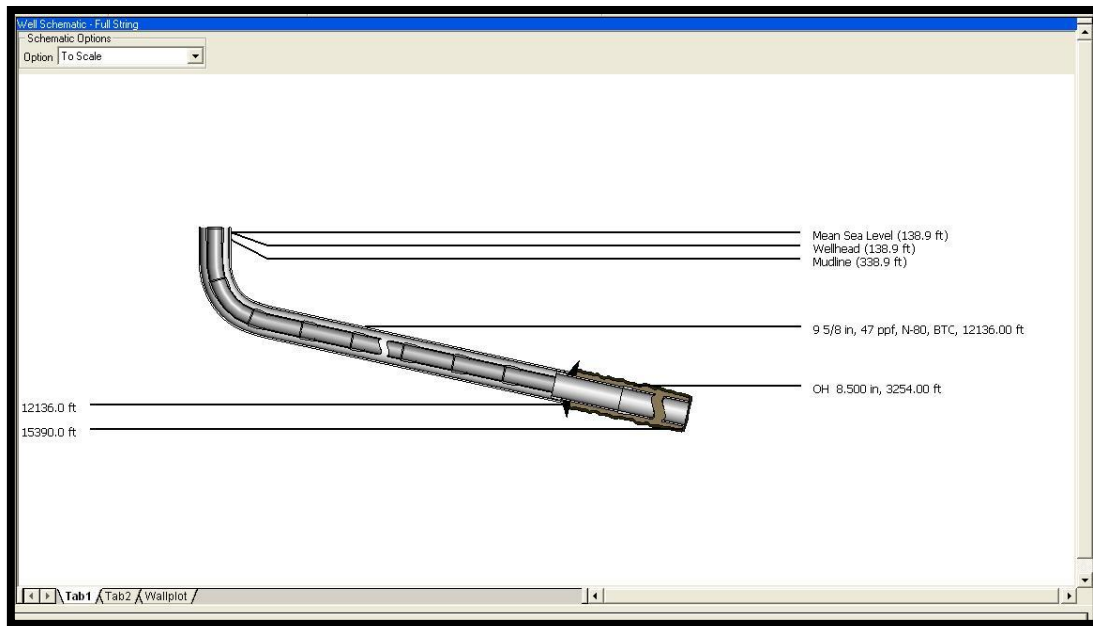 Well Schematic - Full String
Schematic Options
Option To Scale
Mean Sea Level (138.9 ft)
Wellhead (138.9 ft)
Mudline (338.9 ft)
9 5/8 in, 47 ppf, N-80, BTC, 12136.00 ft
OH 8.500 in, 3254.00 ft
12136.0 ft
15390.0 ft
Tab1 Tab2 Wallplot